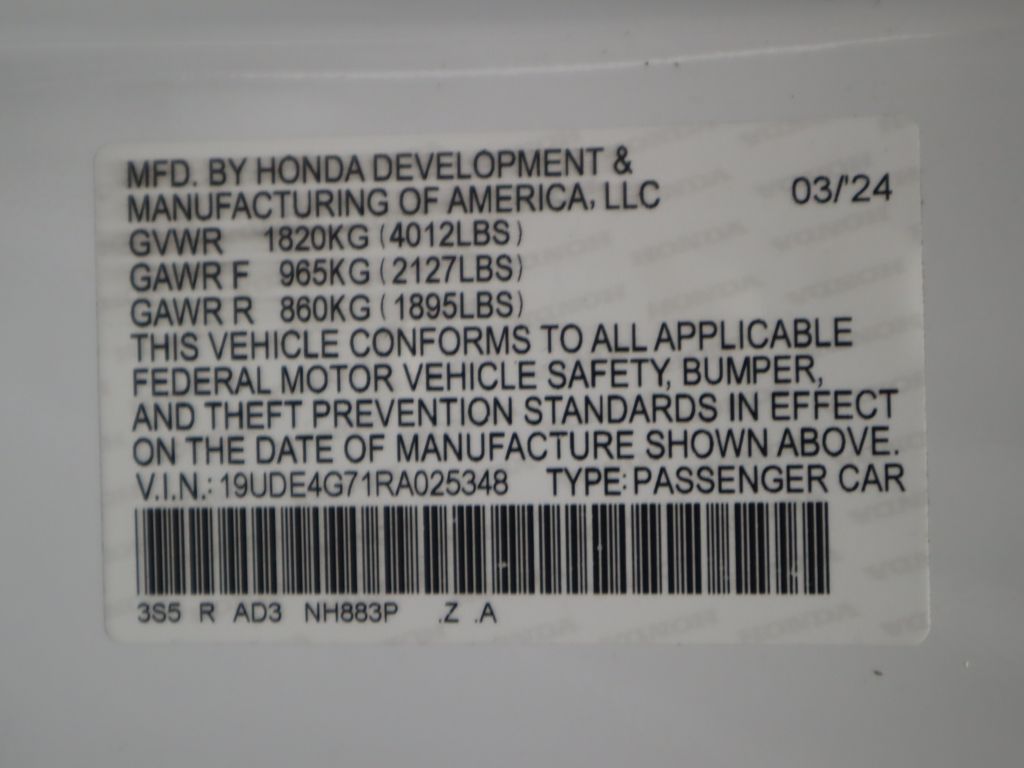 MFD. BY HONDA DEVELOPMENT &
MANUFACTURING OF AMERICA, LLC 03/'24
GVWR 1820KG (4012LBS)
GAWR F 965KG (2127LBS)
GAWR R 860KG (1895LBS)
THIS VEHICLE CONFORMS TO ALL APPLICABLE
FEDERAL MOTOR VEHICLE SAFETY, BUMPER,
AND THEFT PREVENTION STANDARDS IN EFFECT
ON THE DATE OF MANUFACTURE SHOWN ABOVE.
V.I.N.: 19UDE4G71RA025348 TYPE: PASSENGER CAR
3S5 R AD3 NH883P .Z .A